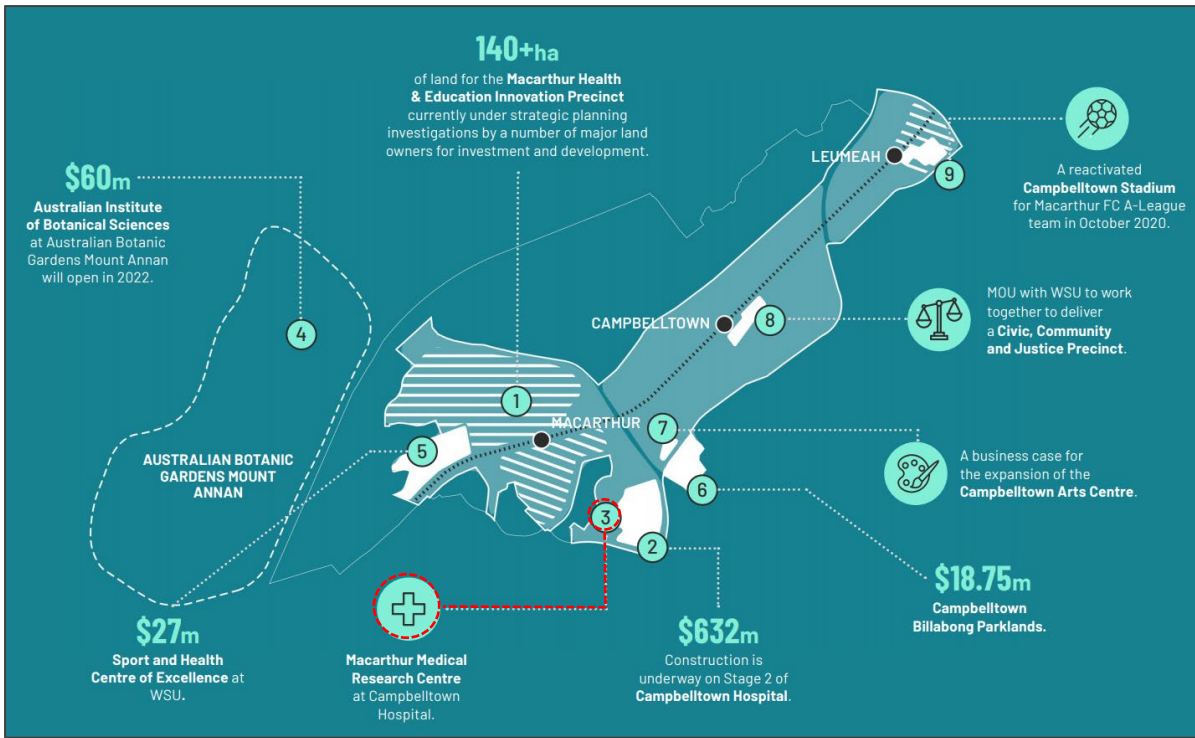 140+ha
of land for the Macarthur Health
& Education Innovation Precinct
currently under strategic planning
investigations by a number of major land
owners for investment and development.
$60m
Australian Institute
of Botanical Sciences
at Australian Botanic
Gardens Mount Annan
will open in 2022.
LEUMEAH
9
A reactivated
Campbelltown Stadium
for Macarthur FC A-League
team in October 2020.
4
CAMPBELLTOWN
8
MOU with WSU to work
together to deliver
a Civic, Community
and Justice Precinct.
1
MACARTHUR
7
5
AUSTRALIAN BOTANIC
GARDENS MOUNT
ANNAN
6
A business case for
the expansion of the
Campbelltown Arts Centre.
3
2
$18.75m
Campbelltown
Billabong Parklands.
$27m
Sport and Health
Centre of Excellence at
WSU.
Macarthur Medical
Research Centre
at Campbelltown
Hospital.
$632m
Construction is
underway on Stage 2 of
Campbelltown Hospital.